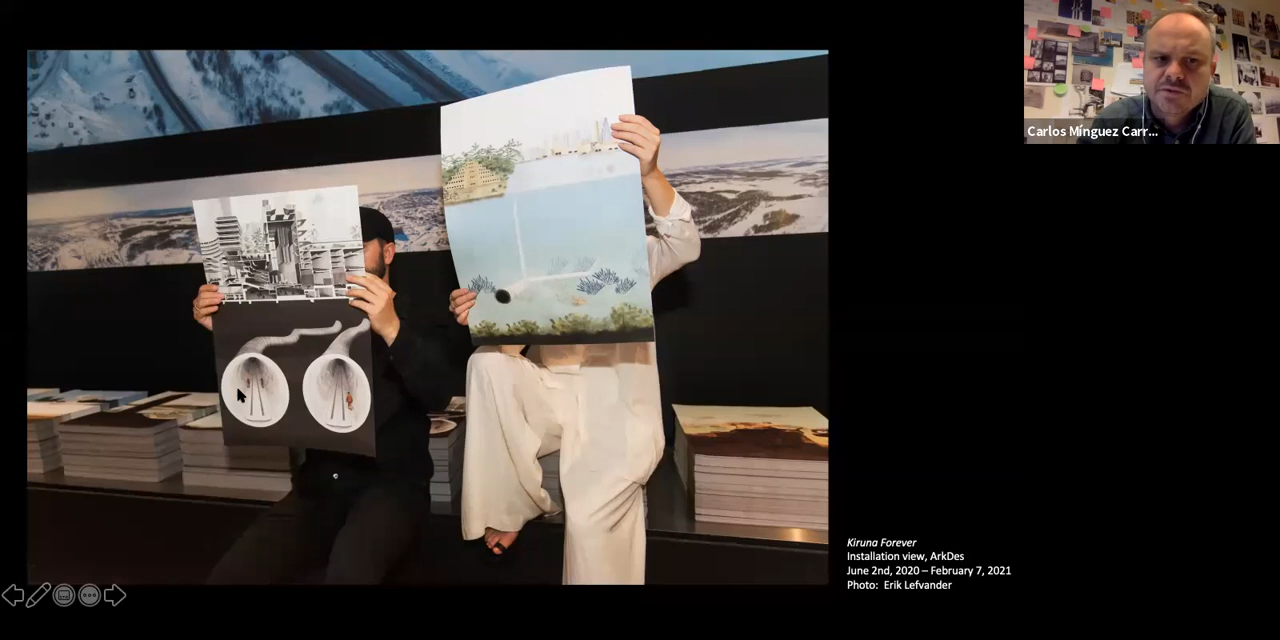 Carlos Mínguez Carr...
Kiruna Forever
Installation view, ArkDes
June 2nd, 2020 – February 7, 2021
Photo:  Erik Lefvander